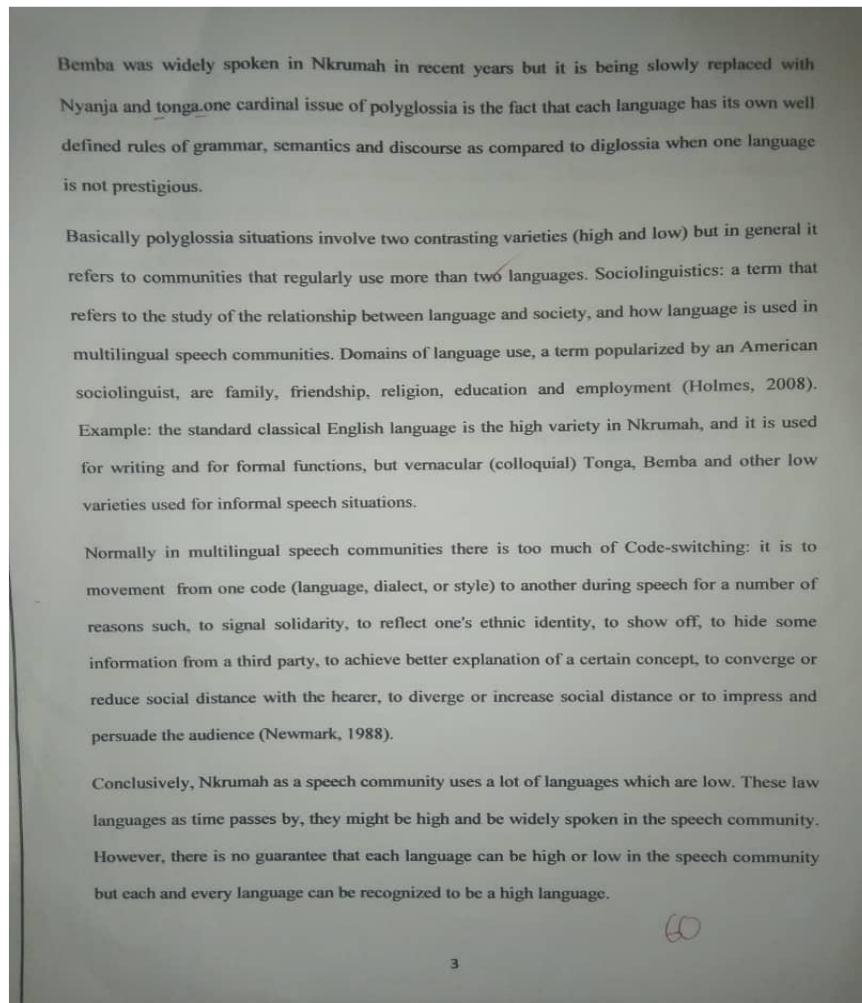 Bemba was widely spoken in Nkrumah in recent years but it is being slowly replaced with
Nyanja and tonga.one cardinal issue of polyglossia is the fact that each language has its own well
defined rules of grammar, semantics and discourse as compared to diglossia when one language
is not prestigious.
Basically polyglossia situations involve two contrasting varieties (high and low) but in general it
refers to communities that regularly use more than two languages. Sociolinguistics: a term that
refers to the study of the relationship between language and society, and how language is used in
multilingual speech communities. Domains of language use, a term popularized by an American
sociolinguist, are family, friendship, religion, education and employment (Holmes, 2008).
Example: the standard classical English language is the high variety in Nkrumah, and it is used
for writing and for formal functions, but vernacular (colloquial) Tonga, Bemba and other low
varieties used for informal speech situations.
Normally in multilingual speech communities there is too much of Code-switching: it is to
movement from one code (language, dialect, or style) to another during speech for a number of
reasons such, to signal solidarity, to reflect one's ethnic identity, to show off, to hide some
information from a third party, to achieve better explanation of a certain concept, to converge or
reduce social distance with the hearer, to diverge or increase social distance or to impress and
persuade the audience (Newmark, 1988).
Conclusively, Nkrumah as a speech community uses a lot of languages which are low. These law
languages as time passes by, they might be high and be widely spoken in the speech community.
However, there is no guarantee that each language can be high or low in the speech community
but each and every language can be recognized to be a high language.
60
3